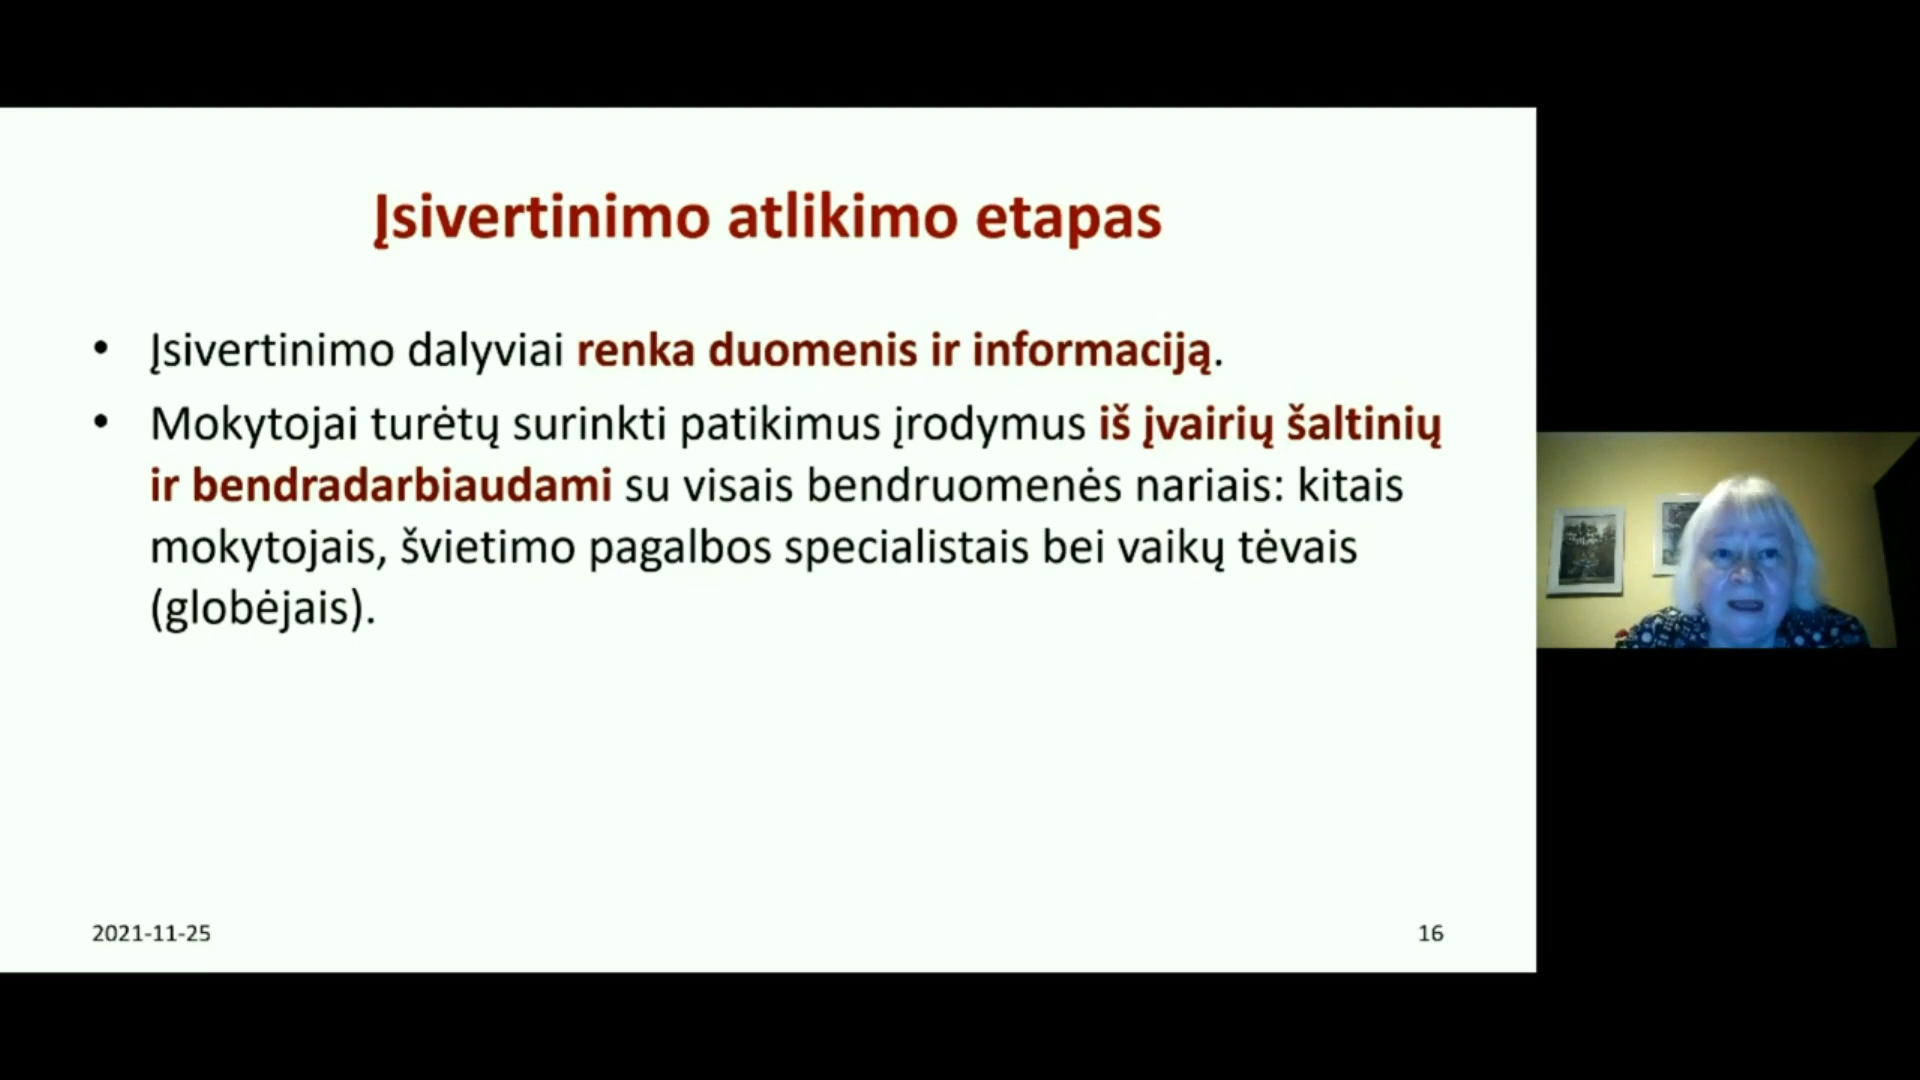 Įsivertinimo atlikimo etapas
• Įsivertinimo dalyviai renka duomenis ir informaciją.
• Mokytojai turėtų surinkti patikimus įrodymus iš įvairių šaltinių
ir bendradarbiaudami su visais bendruomenės nariais: kitais
mokytojais, švietimo pagalbos specialistais bei vaikų tėvais
(globėjais).
2021-11-25
16